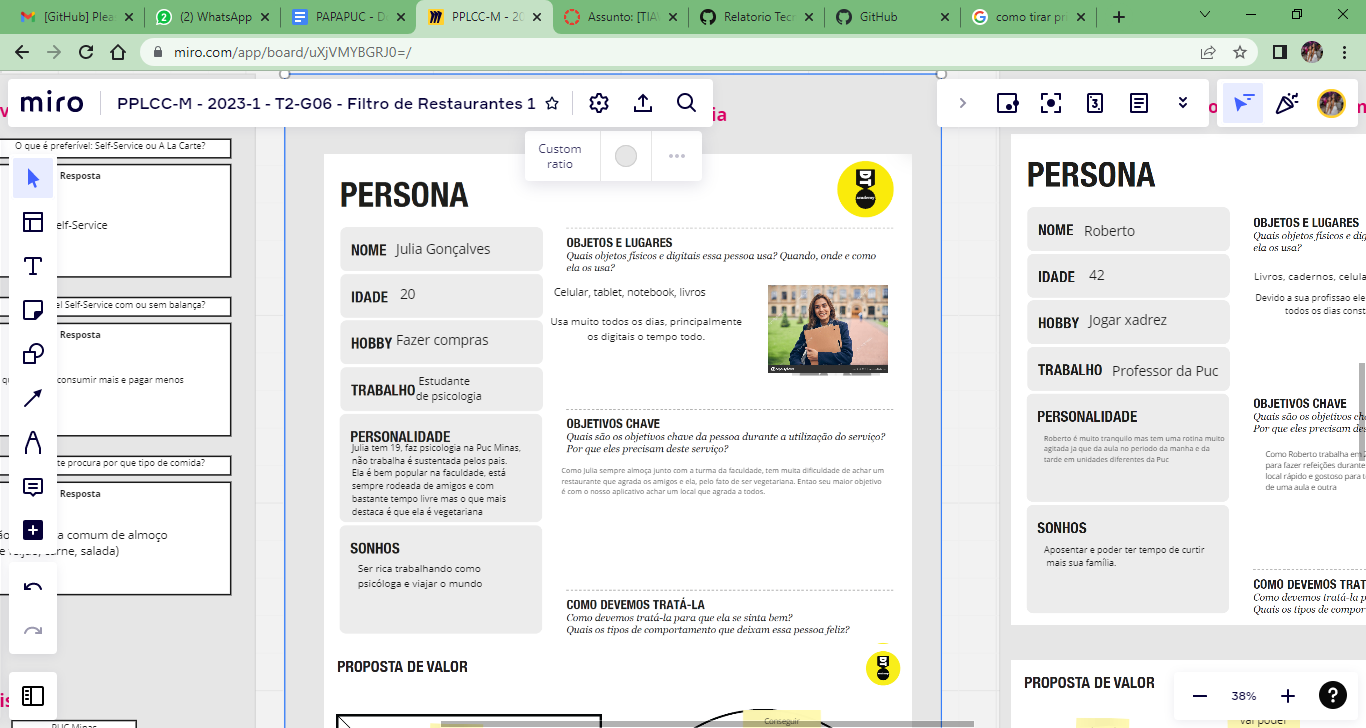 [GitHub] Plea
(2) WhatsApp
PAPAPUC - D
PPLCC-M - 20
Assunto: [TIAW
Relatorio Tecn
GitHub
como tirar pri
miro.com/app/board/uXjVMYBGRJ0=/
miro
PPLCC-M - 2023-1 - T2-G06 - Filtro de Restaurantes 1
ia
3
Custom
ratio
O que é preferível: Self-Service ou A La Carte?
Resposta
elf-Service
el Self-Service com ou sem balança?
Resposta
consumir mais e pagar menos
te procura por que tipo de comida?
Resposta
a comum de almoço
carne, salada)
is
PUC Minas
PERSONA
DT
academy
NOME Julia Gonçalves
IDADE 20
HOBBY Fazer compras
TRABALHO Estudante
de psicologia
PERSONALIDADE
Julia tem 19, faz psicologia na Puc Minas,
não trabalha é sustentada pelos pais.
Ela é bem popular na faculdade, está
sempre rodeada de amigos e com
bastante tempo livre mas o que mais
destaca é que ela é vegetariana
SONHOS
Ser rica trabalhando como
psicóloga e viajar o mundo
OBJETOS E LUGARES
Quais objetos físicos e digitais essa pessoa usa? Quando, onde e como
ela os usa?
Celular, tablet, notebook, livros
Usa muito todos os dias, principalmente
os digitais o tempo todo.
OBJETIVOS CHAVE
Quais são os objetivos chave da pessoa durante a utilização do serviço?
Por que eles precisam deste serviço?
Como Julia sempre almoça junto com a turma da faculdade, tem muita dificuldade de achar um
restaurante que agrada os amigos e ela, pelo fato de ser vegetariana. Entao seu maior objetivo
é com o nosso aplicativo achar um local que agrada a todos.
COMO DEVEMOS TRATÁ-LA
Como devemos tratá-la para que ela se sinta bem?
Quais os tipos de comportamento que deixam essa pessoa feliz?
PROPOSTA DE VALOR
DT
Conseguir
PERSONA
NOME Roberto
IDADE 42
HOBBY Jogar xadrez
TRABALHO Professor da Puc
PERSONALIDADE
Roberto é muito tranquilo mas tem uma rotina muito
agitada ja que da aula no periodo da manha e da
tarde em unidades diferentes da Puc
SONHOS
Aposentar e poder ter tempo de curtir
mais sua família.
OBJETOS E LUGARES
Quais objetos físicos e dig
ela os usa?
Livros, cadernos, celula
Devido a sua profissao ele
todos os dias const
OBJETIVOS CHAVE
Quais são os objetivos ch
Por que eles precisam des
Como Roberto trabalha em 2
para fazer refeições durante
local rápido e gostoso para t
de uma aula e outra
COMO DEVEMOS TRAT
Como devemos tratá-la p
Quais os tipos de compor
PROPOSTA DE VALOR
vai poder
38%
?